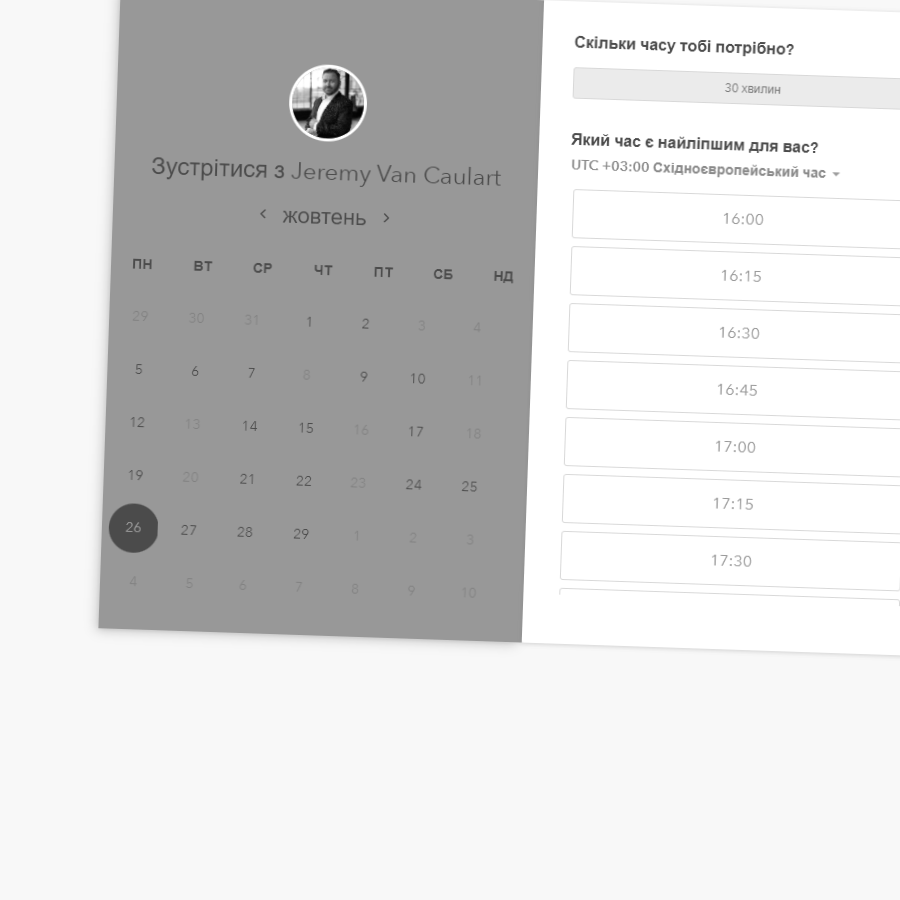 Зустрітися з Jeremy Van Caulart
жовтень
ПН ВТ СР ЧТ ПТ СБ НД
29 30 31 1 2 3 4
5 6 7 8 9 10 11
12 13 14 15 16 17 18
19 20 21 22 23 24 25
26 27 28 29 1 2 3
4 5 6 7 8 9 10
Скільки часу тобі потрібно?
30 хвилин
Який час є найліпшим для вас?
UTC +03:00 Східноєвропейський час
16:00
16:15
16:30
16:45
17:00
17:15
17:30